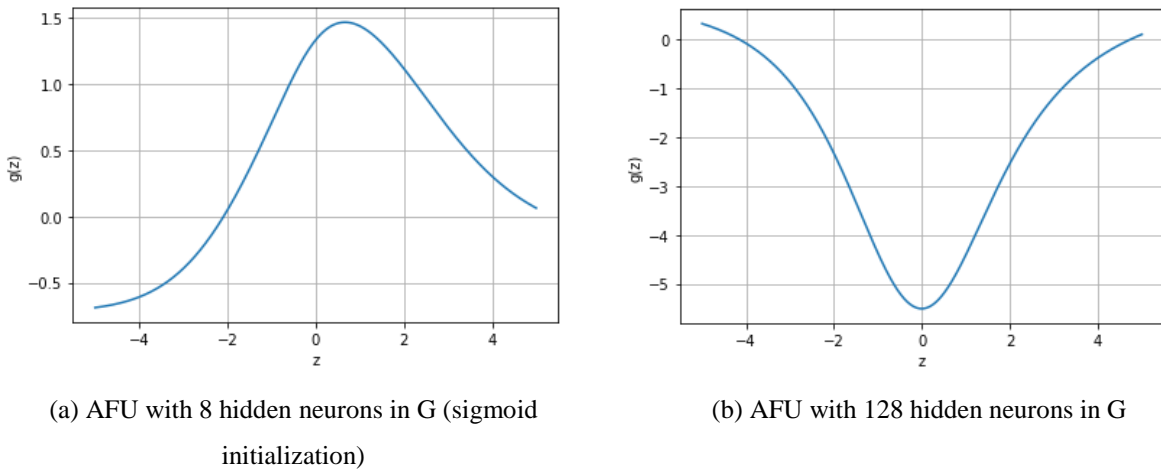 1.5
1.0
0.5
0.0
−0.5
g(z)
−4 −2 0 2 4
z
(a) AFU with 8 hidden neurons in G (sigmoid
initialization)
0
−1
−2
−3
−4
−5
g(z)
−4 −2 0 2 4
z
(b) AFU with 128 hidden neurons in G